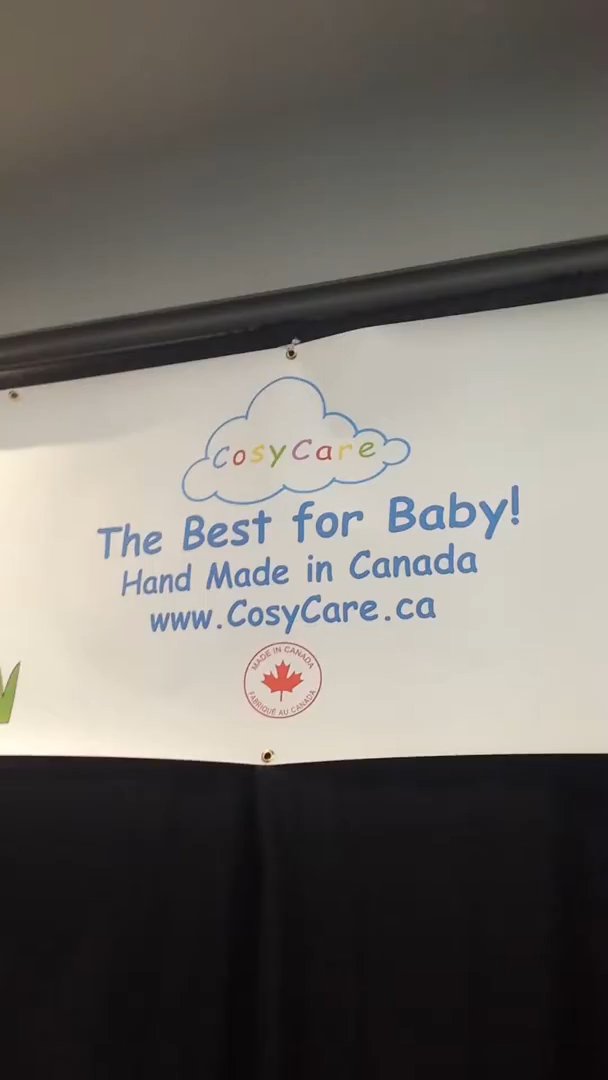 CosyCare
The Best for Baby!
Hand Made in Canada
www.CosyCare.ca
MADE IN CANADA
FABRIQUÉ AU CANADA